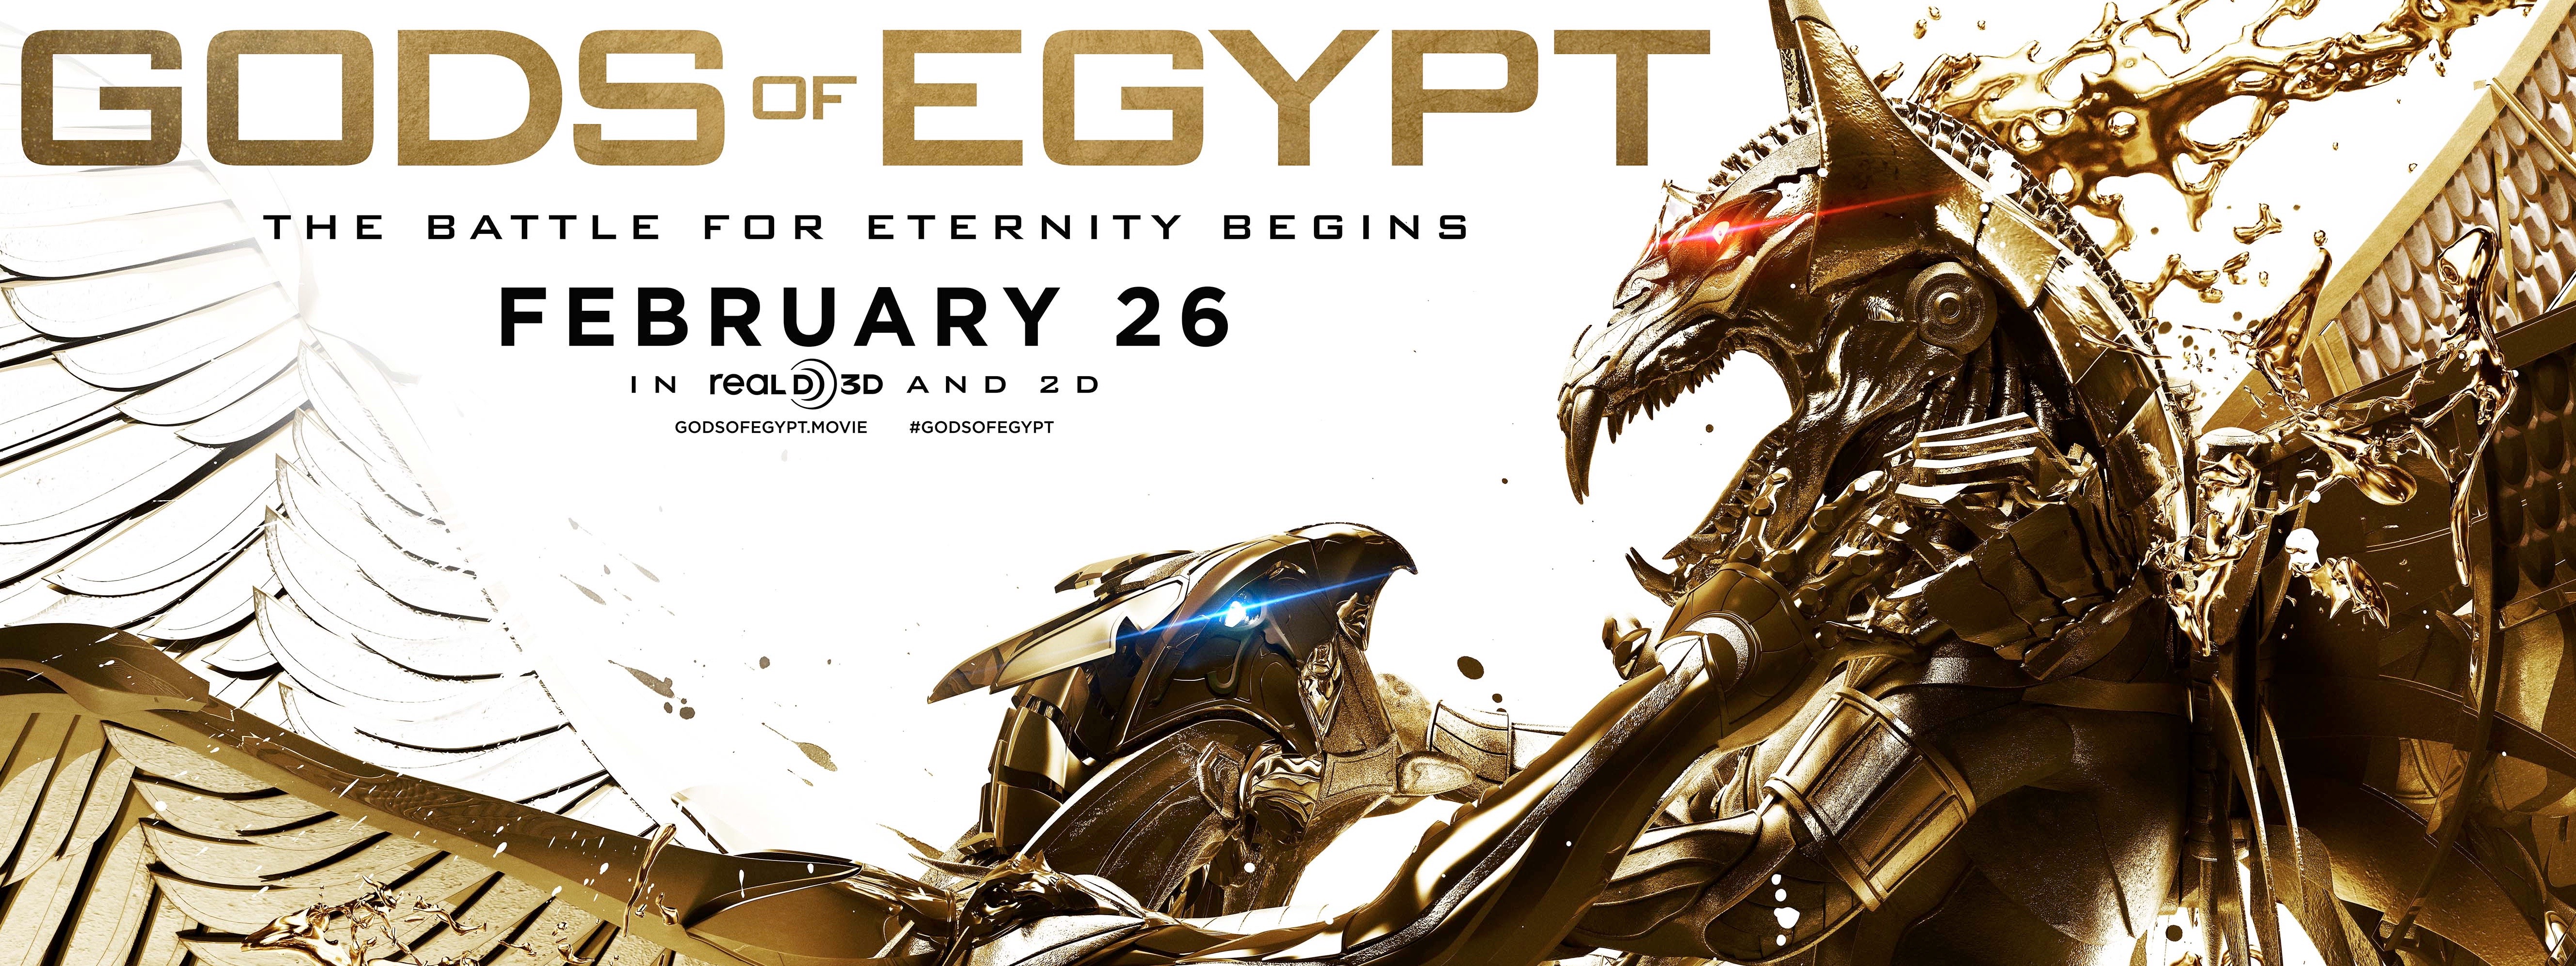 GODS OF EGYPT
THE BATTLE FOR ETERNITY BEGINS
FEBRUARY 26
IN REALD 3D AND 2D
GODSOFEGYPT.MOVIE #GODSOFEGYPT